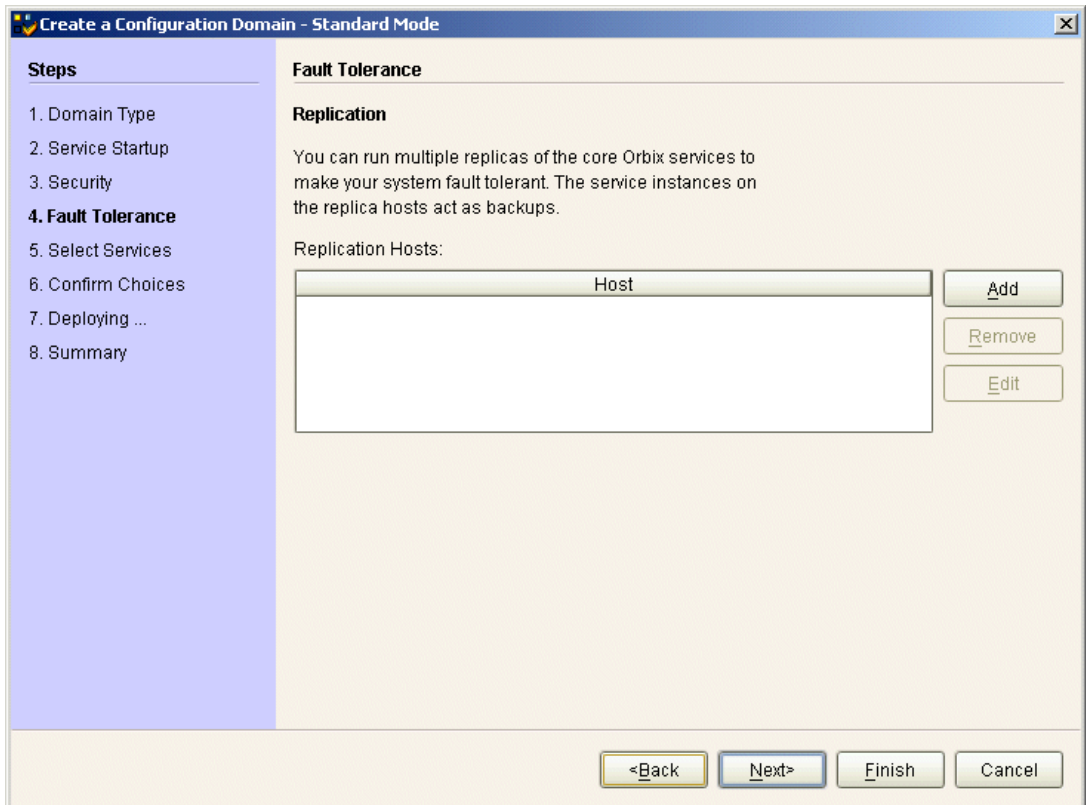 Create a Configuration Domain - Standard Mode
Steps
1. Domain Type
2. Service Startup
3. Security
4. Fault Tolerance
5. Select Services
6. Confirm Choices
7. Deploying ...
8. Summary
Fault Tolerance
Replication
You can run multiple replicas of the core Orbix services to
make your system fault tolerant. The service instances on
the replica hosts act as backups.
Replication Hosts:
Host
Add
Remove
Edit
<Back
Next>
Finish
Cancel